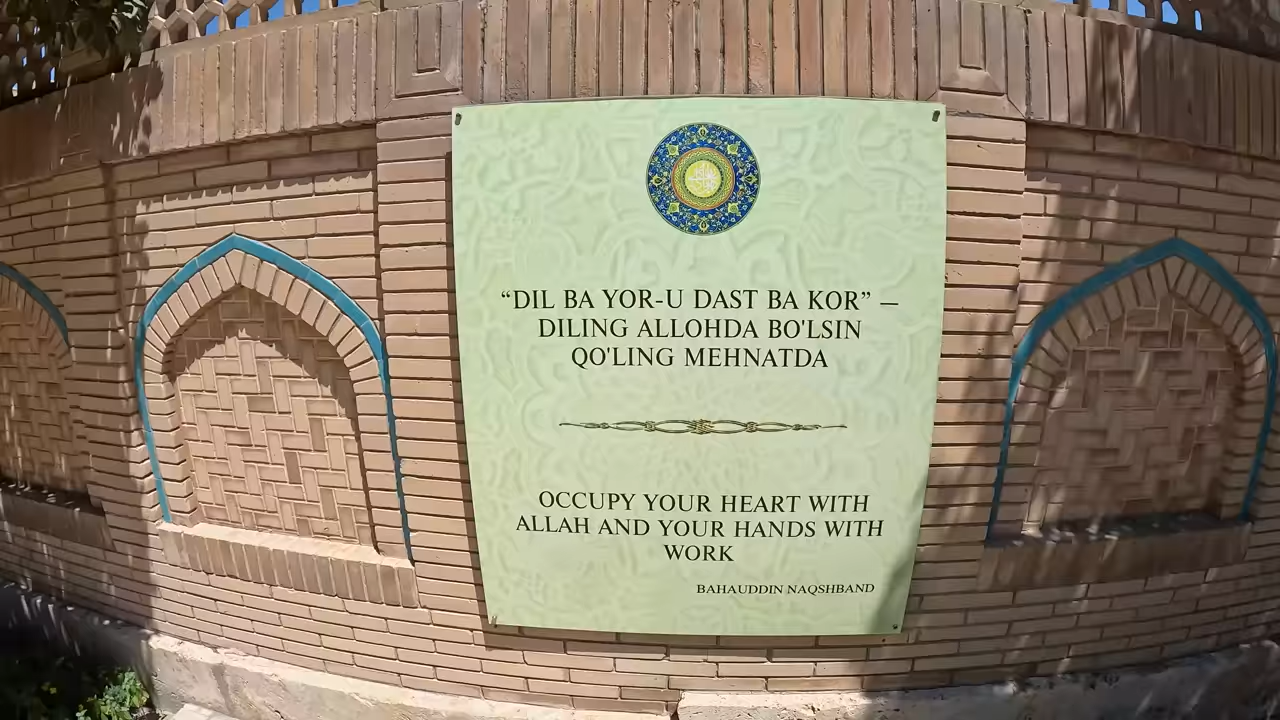 “DIL BA YOR-U DAST BA KOR” –
DILING ALLOHDA BO'LSIN
QO'LING MEHNATDA
OCCUPY YOUR HEART WITH
ALLAH AND YOUR HANDS WITH
WORK
BAHAUDDIN NAQSHBAND